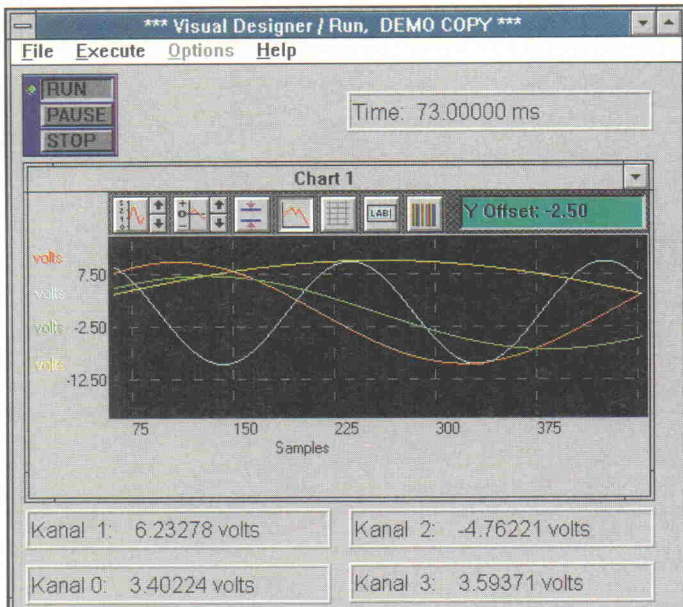 *** Visual Designer / Run, DEMO COPY ***
File Execute Options Help
RUN
PAUSE
STOP
Time: 73.00000 ms
Chart 1
LAB
Y Offset: -2.50
volts
7.50
volts
volts
-2.50
volts
-12.50
75 150 225 300 375
Samples
Kanal 1: 6.23278 volts
Kanal 2: -4.76221 volts
Kanal 0: 3.40224 volts
Kanal 3: 3.59371 volts